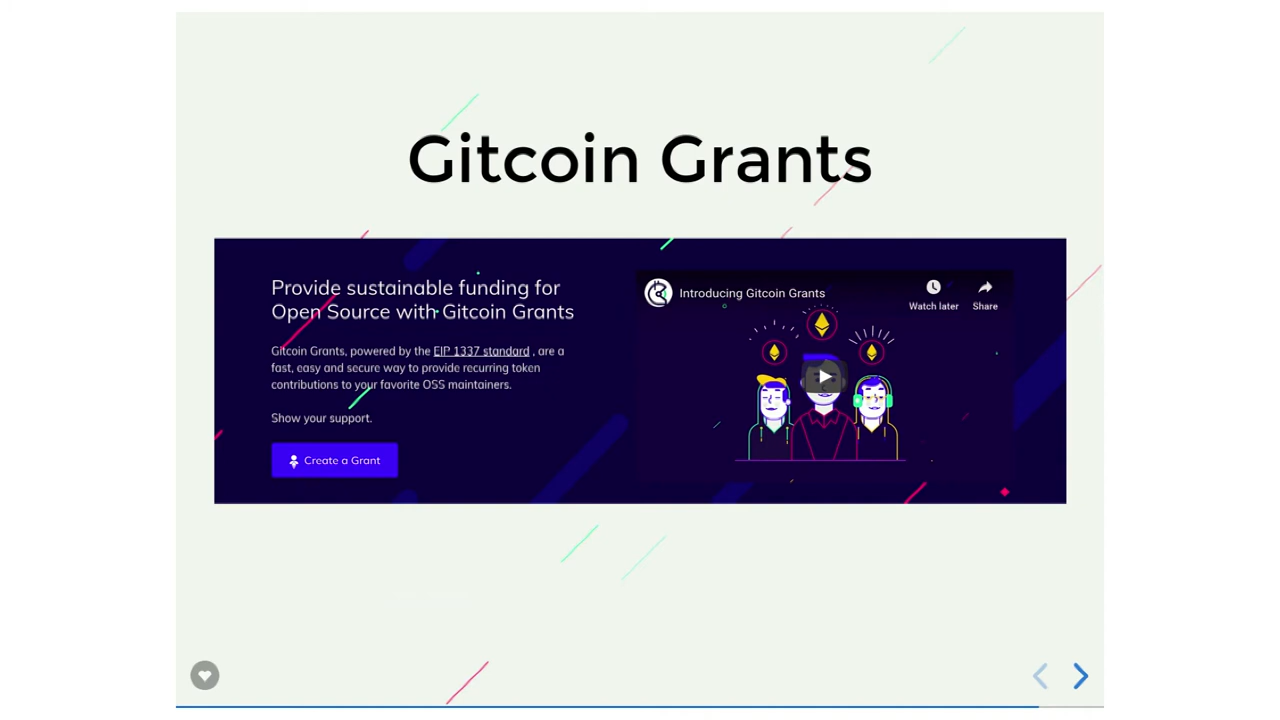 Gitcoin Grants
Provide sustainable funding for
Open Source with Gitcoin Grants
Gitcoin Grants, powered by the EIP 1337 standard , are a
fast, easy and secure way to provide recurring token
contributions to your favorite OSS maintainers.
Show your support.
Create a Grant
Introducing Gitcoin Grants
Watch later
Share